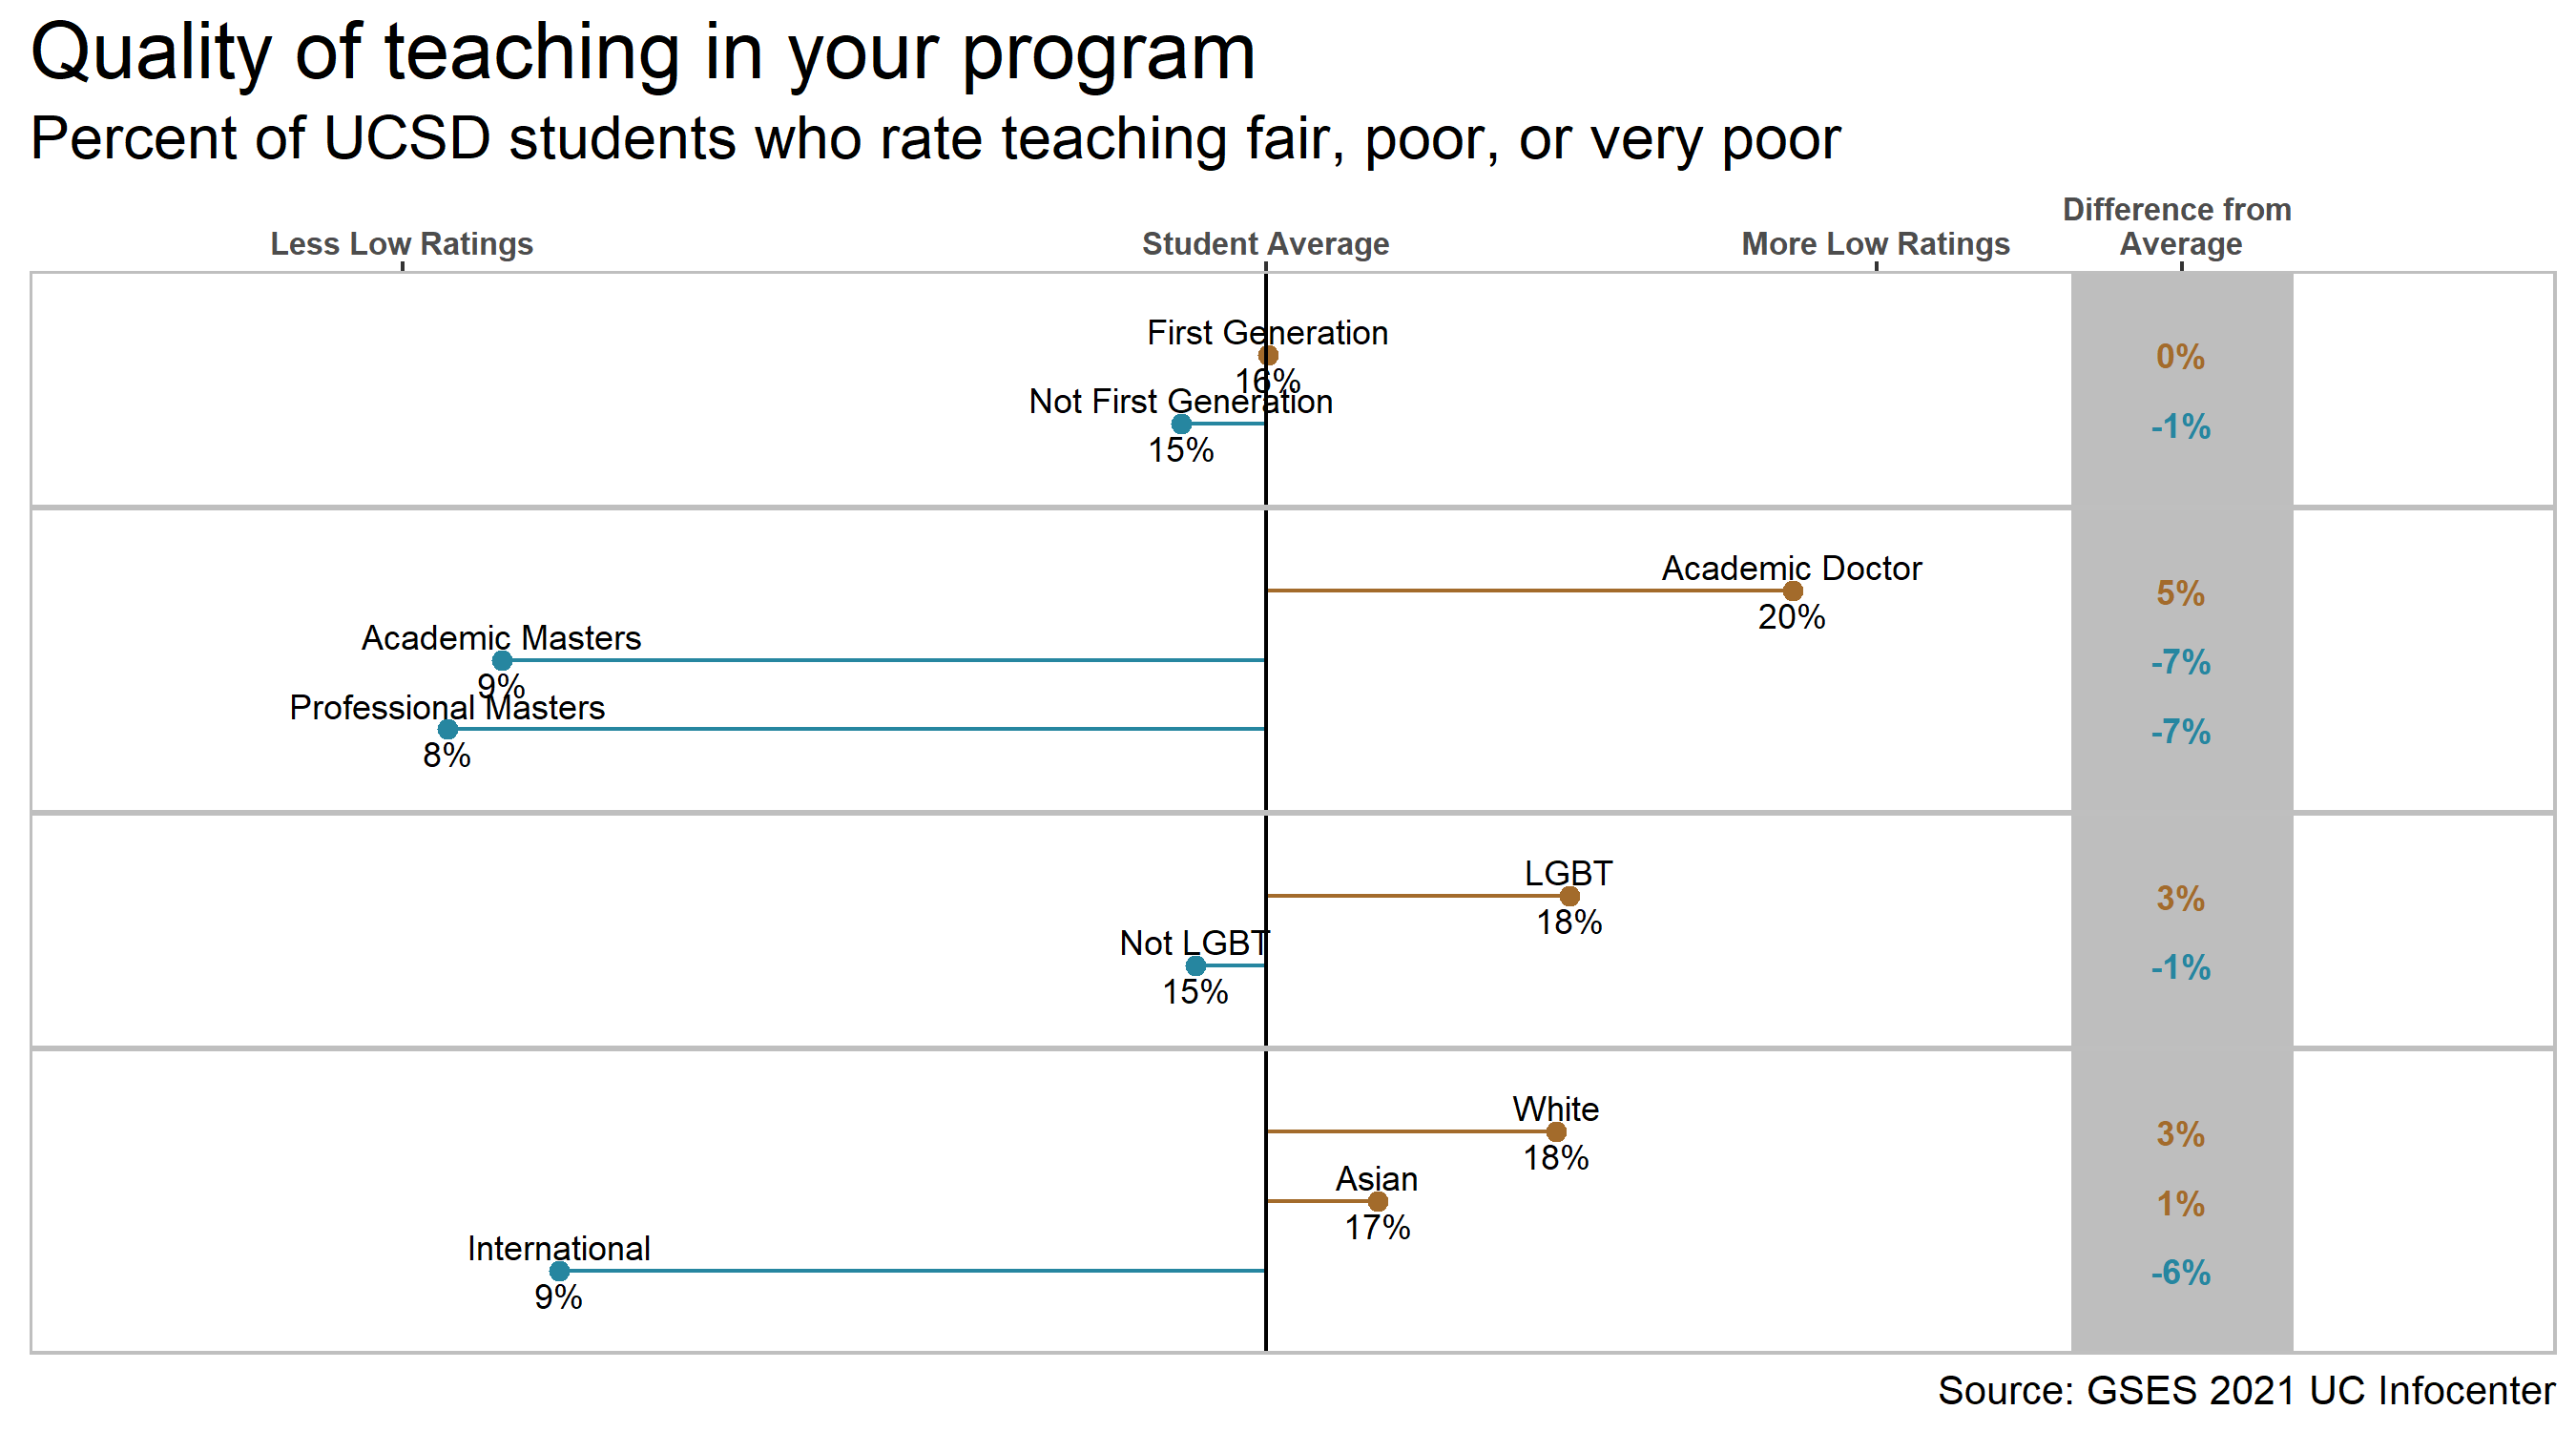 Quality of teaching in your program
Percent of UCSD students who rate teaching fair, poor, or very poor
Less Low Ratings
Student Average
More Low Ratings
Difference from
Average
First Generation
16%
0%
Not First Generation
15%
-1%
Academic Doctor
20%
5%
Academic Masters
9%
-7%
Professional Masters
8%
-7%
LGBT
18%
3%
Not LGBT
15%
-1%
White
18%
3%
Asian
17%
1%
International
9%
-6%
Source: GSES 2021 UC Infocenter